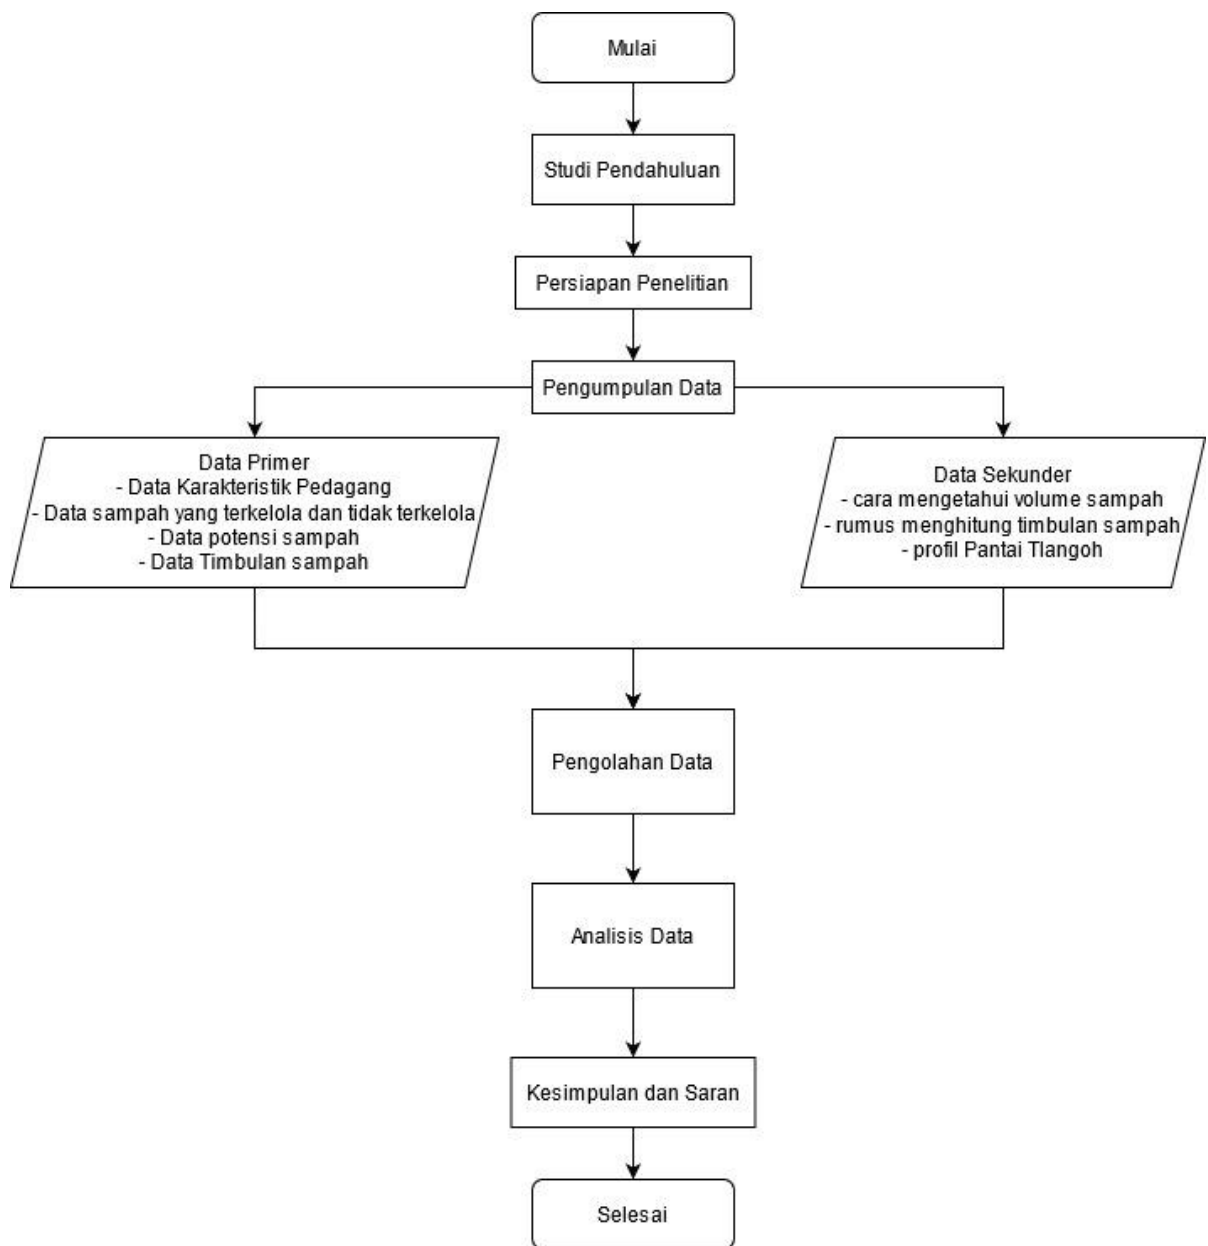 Mulai
Studi Pendahuluan
Persiapan Penelitian
Pengumpulan Data
Data Primer
- Data Karakteristik Pedagang
- Data sampah yang terkelola dan tidak terkelola
- Data potensi sampah
- Data Timbulan sampah
Data Sekunder
- cara mengetahui volume sampah
- rumus menghitung timbulan sampah
- profil Pantai Tlangoh
Pengolahan Data
Analisis Data
Kesimpulan dan Saran
Selesai